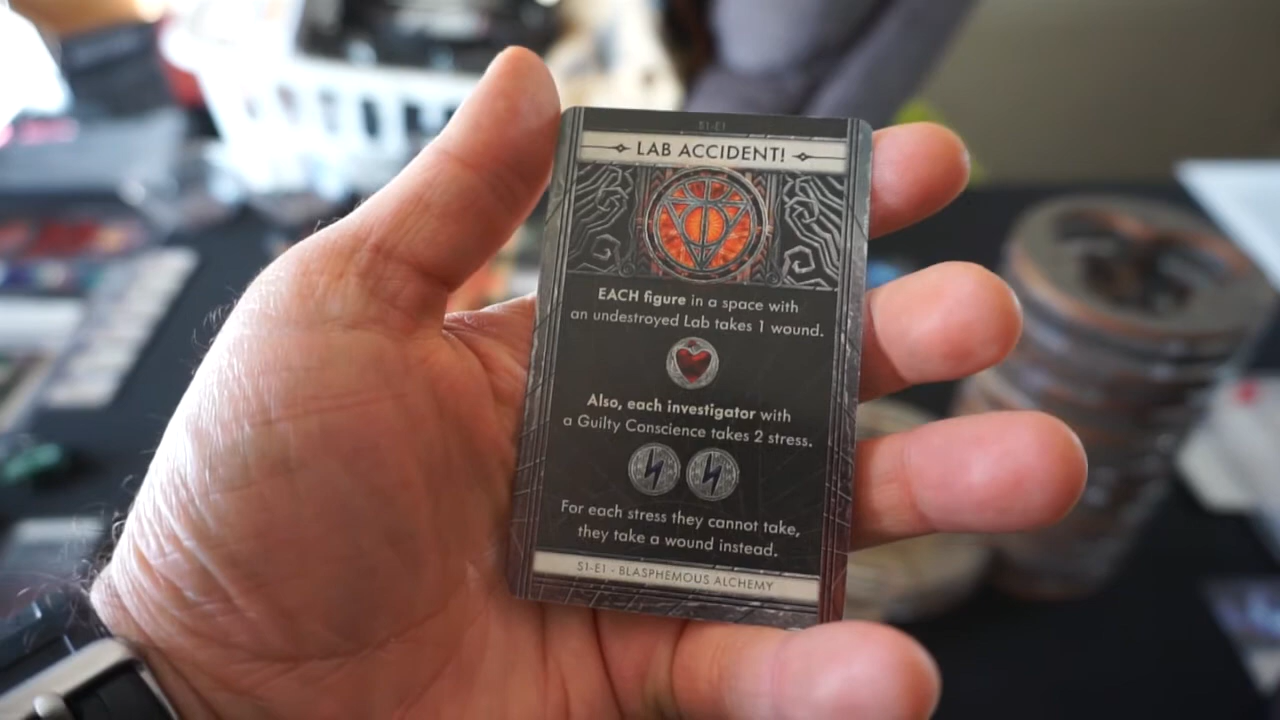 S1-E1
LAB ACCIDENT!
EACH figure in a space with
an undestroyed Lab takes 1 wound.
Also, each investigator with
a Guilty Conscience takes 2 stress.
For each stress they cannot take,
they take a wound instead.
S1-E1 - BLASPHEMOUS ALCHEMY